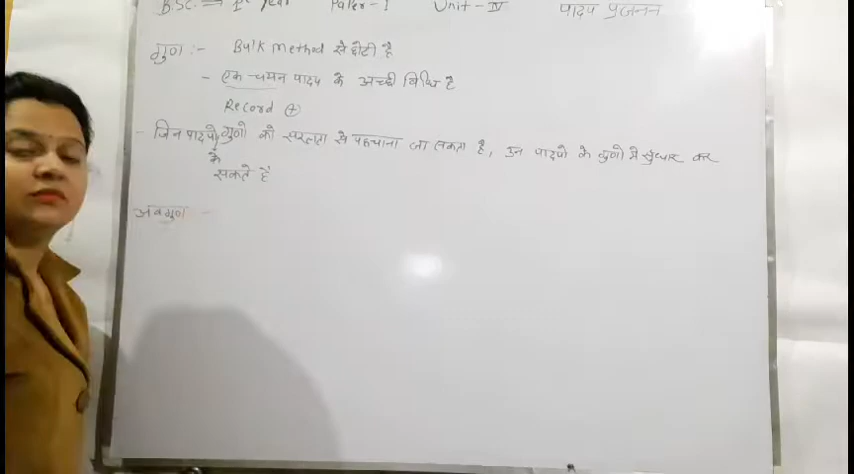 BSC. Ist Year Paper-I Unit-IV पादप प्रजनन
गुण :- Bulk method से छोटी है
- एक चयन पादप के अच्छी विधि है
Record +
- जिन पादपो के गुणो को सरलता से पहचाना जा सकता है, उन पादपो के गुणो मे सुधार कर
सकते हैं
अवगुण -